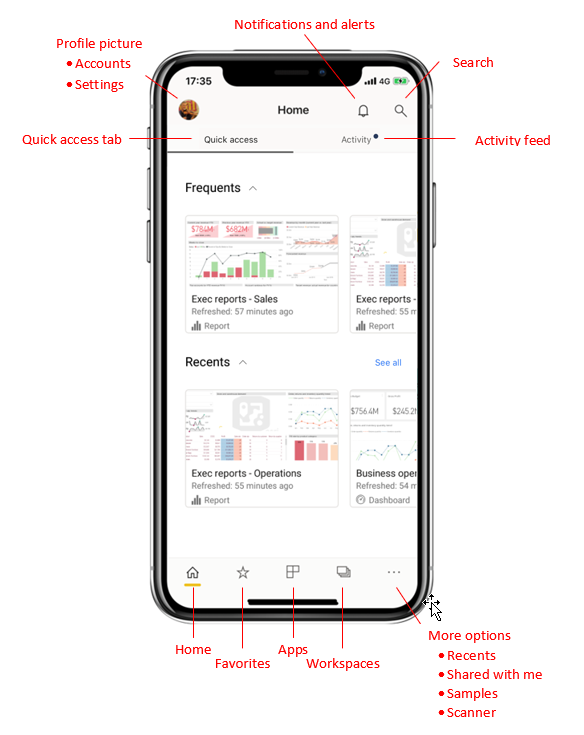 Notifications and alerts
Profile picture
• Accounts
• Settings
Search
17:35
4G
Home
Quick access tab
Quick access
Activity
Activity feed
Frequents
$784M
$682M
Exec reports - Sales
Refreshed: 57 minutes ago
Report
Exec reports -
Refreshed: 55 m
Report
Recents
See all
$756.4M
$245.2
Exec reports - Operations
Refreshed: 55 minutes ago
Report
Business oper
Refreshed: 54 m
Dashboard
Home
Favorites
Apps
Workspaces
More options
• Recents
• Shared with me
• Samples
• Scanner